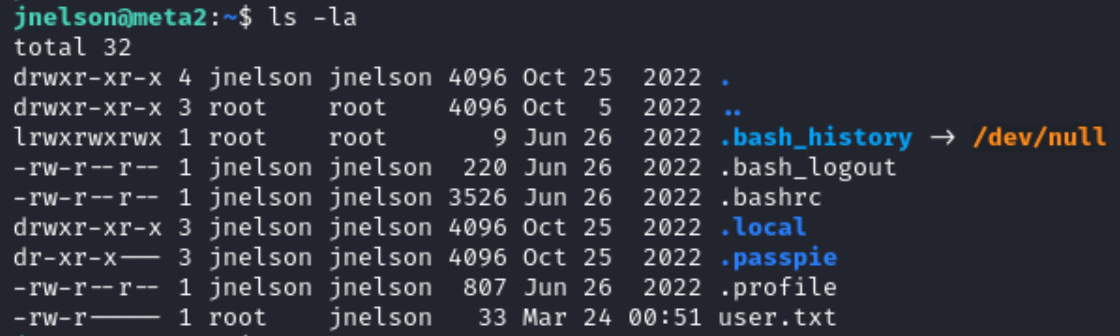 jnelson@meta2:~$ ls -la
total 32
drwxr-xr-x 4 jnelson jnelson 4096 Oct 25  2022 .
drwxr-xr-x 3 root    root    4096 Oct  5  2022 ..
lrwxrwxrwx 1 root    root       9 Jun 26  2022 .bash_history -> /dev/null
-rw-r--r-- 1 jnelson jnelson  220 Jun 26  2022 .bash_logout
-rw-r--r-- 1 jnelson jnelson 3526 Jun 26  2022 .bashrc
drwxr-xr-x 3 jnelson jnelson 4096 Oct 25  2022 .local
dr-xr-x--- 3 jnelson jnelson 4096 Oct 25  2022 .passpie
-rw-r--r-- 1 jnelson jnelson  807 Jun 26  2022 .profile
-rw-r----- 1 root    jnelson   33 Mar 24 00:51 user.txt